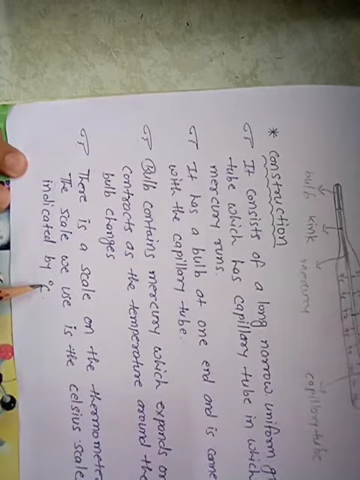 bulb kink mercury capillary tube
* Construction
It consists of a long narrow uniform
tube which has capillary tube in which
mercury runs.
It has a bulb at one end and is
with the capillary tube.
Bulb contains mercury which expands or
contracts as the temperature around the
bulb changes
There is a scale on the
The scale we use is the celsius scale
indicated by °c.